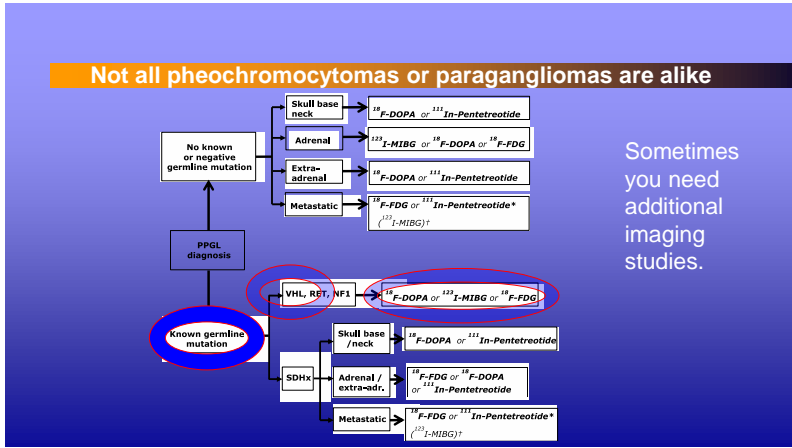 Not all pheochromocytomas or paragangliomas are alike
Skull base
neck
18F-DOPA or 111In-Pentetreotide
No known
or negative
germline mutation
Adrenal
123I-MIBG or 18F-DOPA or 18F-FDG
Extra-
adrenal
18F-DOPA or 111In-Pentetreotide
Metastatic
18F-FDG or 111In-Pentetreotide*
(123I-MIBG)†
Sometimes
you need
additional
imaging
studies.
PPGL
diagnosis
VHL, RET, NF1
18F-DOPA or 123I-MIBG or 18F-FDG
Known germline
mutation
Skull base
/neck
18F-DOPA or 111In-Pentetreotide
SDHx
Adrenal /
extra-adr.
18F-FDG or 18F-DOPA
or 111In-Pentetreotide
Metastatic
18F-FDG or 111In-Pentetreotide*
(123I-MIBG)†